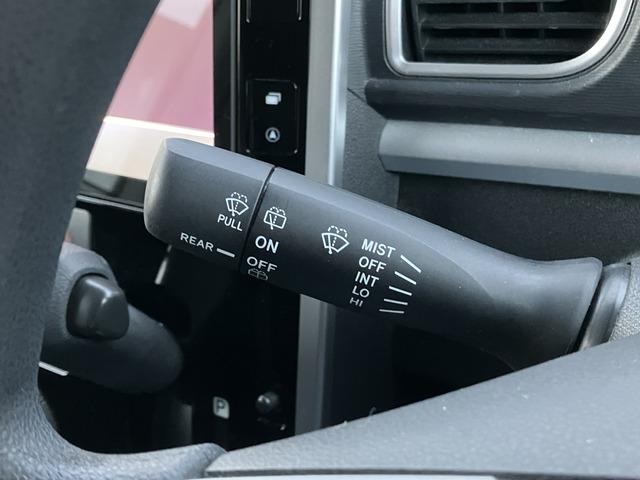 PULL
REAR
ON
OFF
MIST
OFF
INT
LO
HI
P